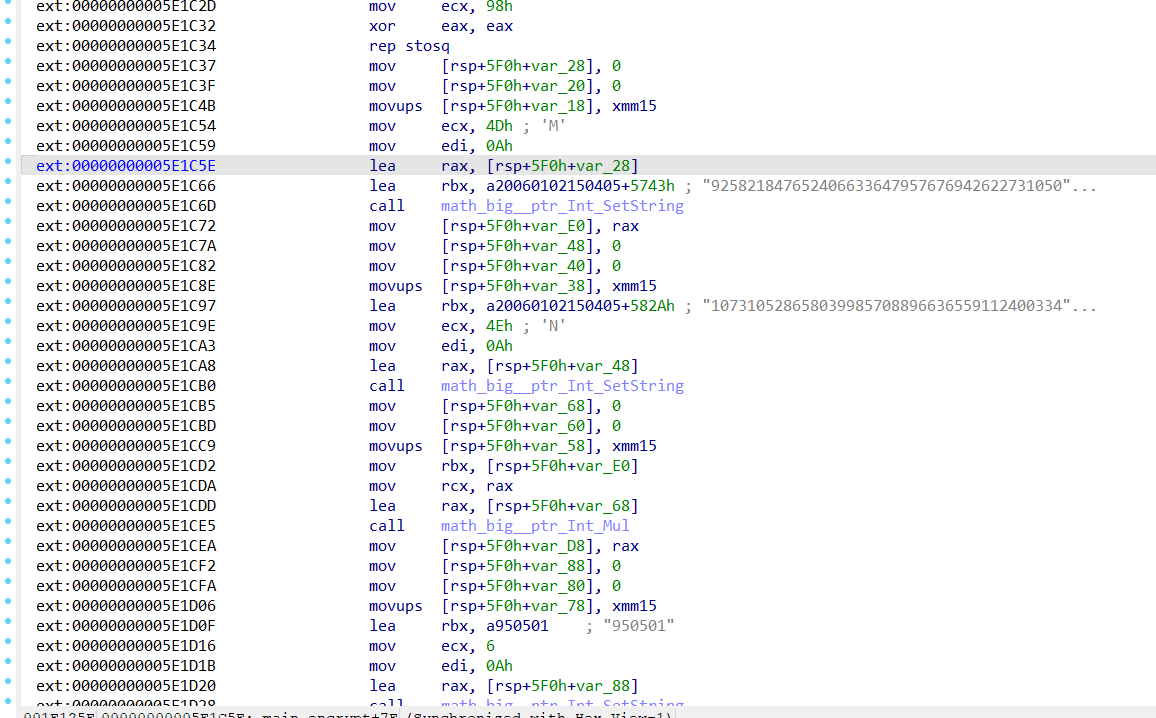 ext:00000000005E1C2D mov ecx, 98h
ext:00000000005E1C32 xor eax, eax
ext:00000000005E1C34 rep stosq
ext:00000000005E1C37 mov [rsp+5F0h+var_28], 0
ext:00000000005E1C3F mov [rsp+5F0h+var_20], 0
ext:00000000005E1C4B movups [rsp+5F0h+var_18], xmm15
ext:00000000005E1C54 mov ecx, 4Dh ; 'M'
ext:00000000005E1C59 mov edi, 0Ah
ext:00000000005E1C5E lea rax, [rsp+5F0h+var_28]
ext:00000000005E1C66 lea rbx, a20060102150405+5743h ; "9258218476524066336479576769426227310 50"...
ext:00000000005E1C6D call math_big__ptr_Int_SetString
ext:00000000005E1C72 mov [rsp+5F0h+var_E0], rax
ext:00000000005E1C7A mov [rsp+5F0h+var_48], 0
ext:00000000005E1C82 mov [rsp+5F0h+var_40], 0
ext:00000000005E1C8E movups [rsp+5F0h+var_38], xmm15
ext:00000000005E1C97 lea rbx, a20060102150405+582Ah ; "1073105286580399857088966365591124003 34"...
ext:00000000005E1C9E mov ecx, 4Eh ; 'N'
ext:00000000005E1CA3 mov edi, 0Ah
ext:00000000005E1CA8 lea rax, [rsp+5F0h+var_48]
ext:00000000005E1CB0 call math_big__ptr_Int_SetString
ext:00000000005E1CB5 mov [rsp+5F0h+var_68], 0
ext:00000000005E1CBD mov [rsp+5F0h+var_60], 0
ext:00000000005E1CC9 movups [rsp+5F0h+var_58], xmm15
ext:00000000005E1CD2 mov rbx, [rsp+5F0h+var_E0]
ext:00000000005E1CDA mov rcx, rax
ext:00000000005E1CDD lea rax, [rsp+5F0h+var_68]
ext:00000000005E1CE5 call math_big__ptr_Int_Mul
ext:00000000005E1CEA mov [rsp+5F0h+var_D8], rax
ext:00000000005E1CF2 mov [rsp+5F0h+var_88], 0
ext:00000000005E1CFA mov [rsp+5F0h+var_80], 0
ext:00000000005E1D06 movups [rsp+5F0h+var_78], xmm15
ext:00000000005E1D0F lea rbx, a950501 ; "950501"
ext:00000000005E1D16 mov ecx, 6
ext:00000000005E1D1B mov edi, 0Ah
ext:00000000005E1D20 lea rax, [rsp+5F0h+var_88]
ext:00000000005E1D28 call math_big__ptr_Int_SetString